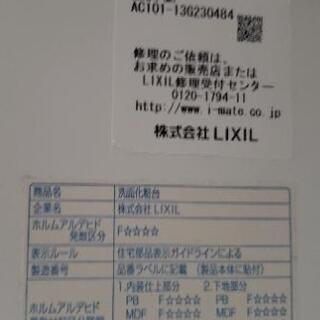 AC101-13G230484
修理のご依頼は、
お求めの販売店または
LIXIL修理受付センター
0120-1794-11
http://www.i-mate.co.jp
株式会社 LIXIL
商品名 洗面化粧台
企業名 株式会社 LIXIL
ホルムアルデヒド
発散区分 F☆☆☆☆
表示ルール 住宅部品表示ガイドラインによる
製造番号 品番ラベルに記載(製品本体に貼付)
1.内装仕上部分 2.下地部分
PB F☆☆☆☆ PB F☆☆☆☆
ホルムアルデヒド MDF F☆☆☆☆ MDF F☆☆☆☆